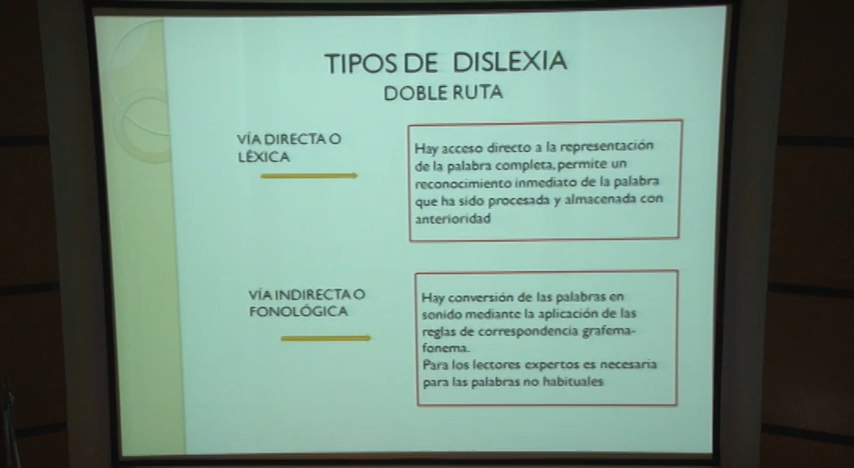 TIPOS DE DISLEXIA
DOBLE RUTA
VÍA DIRECTA O
LÉXICA
Hay acceso directo a la representación
de la palabra completa, permite un
reconocimiento inmediato de la palabra
que ha sido procesada y almacenada con
anterioridad
VÍA INDIRECTA O
FONOLÓGICA
Hay conversión de las palabras en
sonido mediante la aplicación de las
reglas de correspondencia grafema-
fonema.
Para los lectores expertos es necesaria
para las palabras no habituales